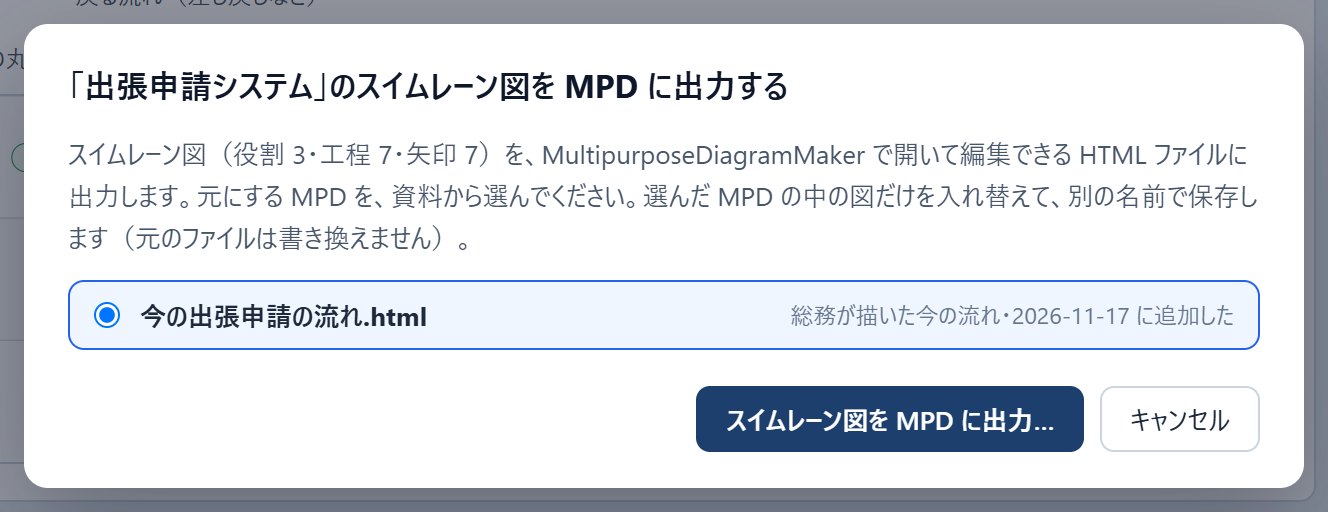 「出張申請システム」のスイムレーン図を MPD に出力する
スイムレーン図（役割 3・工程 7・矢印 7）を、MultipurposeDiagramMaker で開いて編集できる HTML ファイルに
出力します。元にする MPD を、資料から選んでください。選んだ MPD の中の図だけを入れ替えて、別の名前で保存し
ます（元のファイルは書き換えません）。
今の出張申請の流れ.html
総務が描いた今の流れ・2026-11-17 に追加した
スイムレーン図を MPD に出力...
キャンセル